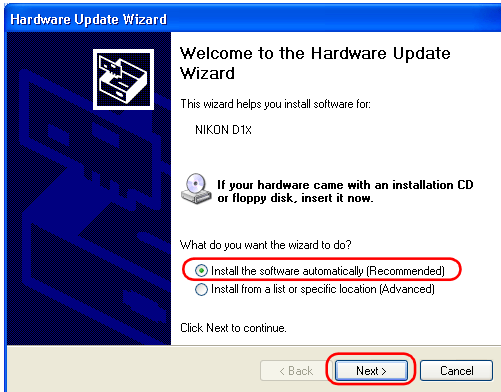 Hardware Update Wizard
Welcome to the Hardware Update
Wizard
This wizard helps you install software for:
NIKON D1X
If your hardware came with an installation CD
or floppy disk, insert it now.
What do you want the wizard to do?
Install the software automatically (Recommended)
Install from a list or specific location (Advanced)
Click Next to continue.
< Back
Next >
Cancel